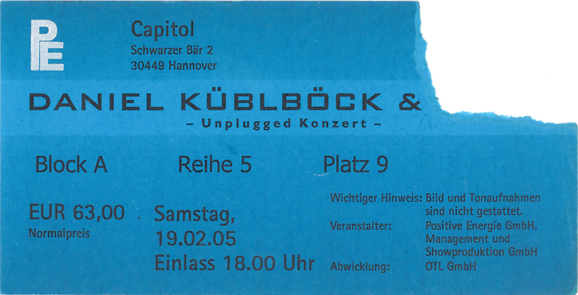 PE
Capitol
Schwarzer Bär 2
30449 Hannover
DANIEL KÜBLBÖCK &
– Unplugged Konzert –
Block A Reihe 5 Platz 9
EUR 63,00
Normalpreis
Samstag,
19.02.05
Einlass 18.00 Uhr
Wichtiger Hinweis: Bild und Tonaufnahmen
sind nicht gestattet.
Veranstalter: Positive Energie GmbH,
Management und
Showproduktion GmbH
Abwicklung: OTL GmbH